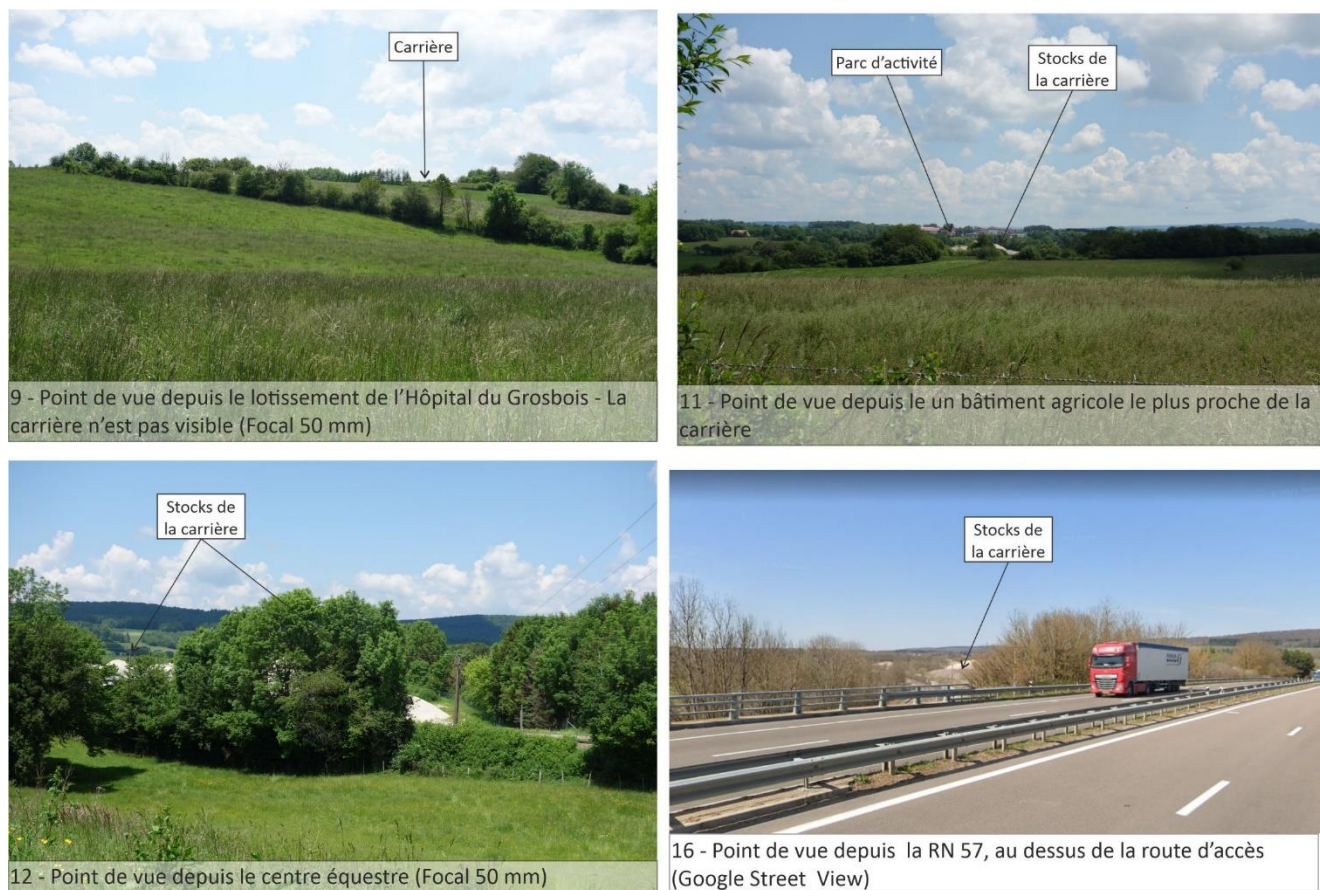 Carrière
9 - Point de vue depuis le lotissement de l'Hôpital du Grosbois - La
carrière n'est pas visible (Focal 50 mm)
Parc d'activité
Stocks de
la carrière
11 - Point de vue depuis le un bâtiment agricole le plus proche de la
carrière
Stocks de
la carrière
12 - Point de vue depuis le centre équestre (Focal 50 mm)
Stocks de
la carrière
16 - Point de vue depuis la RN 57, au dessus de la route d'accès
(Google Street View)